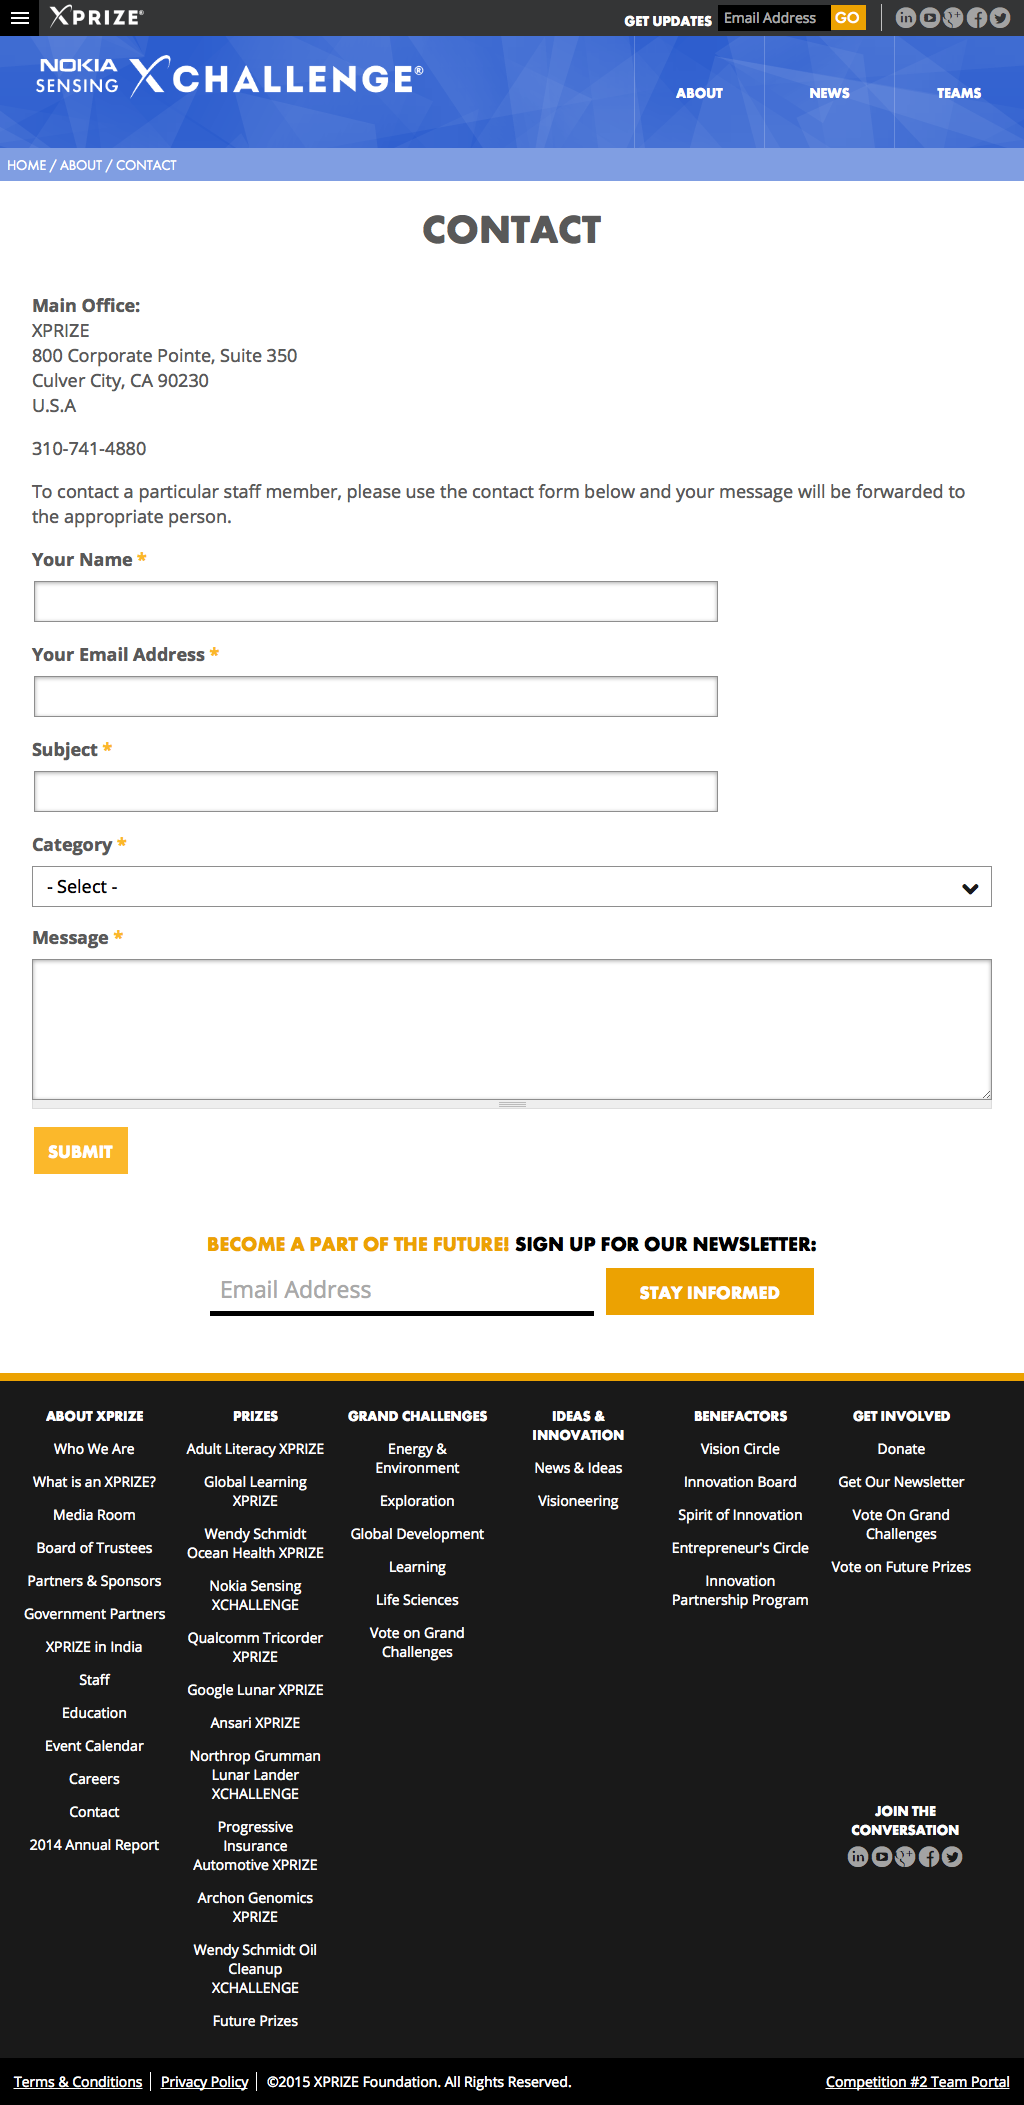 XPRIZE®
GET UPDATES
Email Address
GO
NOKIA
SENSING
XCHALLENGE®
ABOUT
NEWS
TEAMS
HOME / ABOUT / CONTACT
CONTACT
Main Office:
XPRIZE
800 Corporate Pointe, Suite 350
Culver City, CA 90230
U.S.A
310-741-4880
To contact a particular staff member, please use the contact form below and your message will be forwarded to
the appropriate person.
Your Name *
Your Email Address *
Subject *
Category *
- Select -
Message *
SUBMIT
BECOME A PART OF THE FUTURE! SIGN UP FOR OUR NEWSLETTER:
Email Address
STAY INFORMED
ABOUT XPRIZE
Who We Are
What is an XPRIZE?
Media Room
Board of Trustees
Partners & Sponsors
Government Partners
XPRIZE in India
Staff
Education
Event Calendar
Careers
Contact
2014 Annual Report
PRIZES
Adult Literacy XPRIZE
Global Learning
XPRIZE
Wendy Schmidt
Ocean Health XPRIZE
Nokia Sensing
XCHALLENGE
Qualcomm Tricorder
XPRIZE
Google Lunar XPRIZE
Ansari XPRIZE
Northrop Grumman
Lunar Lander
XCHALLENGE
Progressive
Insurance
Automotive XPRIZE
Archon Genomics
XPRIZE
Wendy Schmidt Oil
Cleanup
XCHALLENGE
Future Prizes
GRAND CHALLENGES
Energy &
Environment
Exploration
Global Development
Learning
Life Sciences
Vote on Grand
Challenges
IDEAS &
INNOVATION
News & Ideas
Visioneering
BENEFACTORS
Vision Circle
Innovation Board
Spirit of Innovation
Entrepreneur's Circle
Innovation
Partnership Program
GET INVOLVED
Donate
Get Our Newsletter
Vote On Grand
Challenges
Vote on Future Prizes
JOIN THE
CONVERSATION
Terms & Conditions
Privacy Policy
©2015 XPRIZE Foundation. All Rights Reserved.
Competition #2 Team Portal